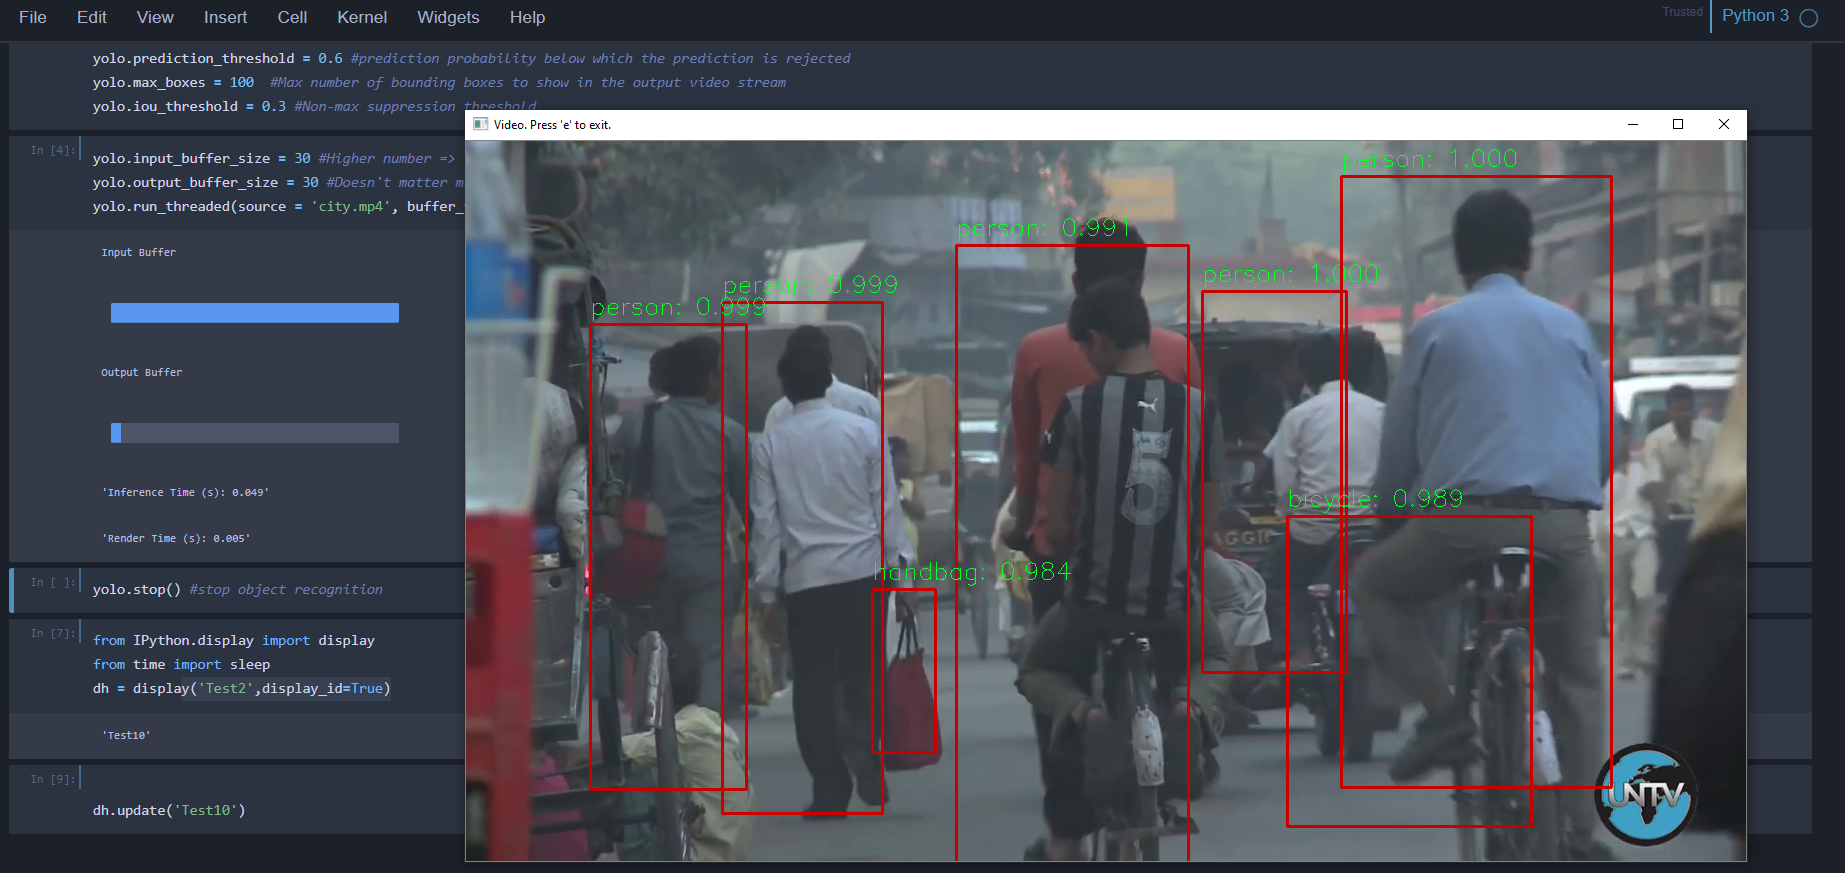 File Edit View Insert Cell Kernel Widgets Help
Trusted
Python 3
yolo.prediction_threshold = 0.6 #prediction probability below which the prediction is rejected
yolo.max_boxes = 100 #Max number of bounding boxes to show in the output video stream
yolo.iou_threshold = 0.3 #Non-max suppression threshold
In [4]:
yolo.input_buffer_size = 30 #Higher number =>
yolo.output_buffer_size = 30 #Doesn't matter m
yolo.run_threaded(source = 'city.mp4', buffer_
Input Buffer
Output Buffer
'Inference Time (s): 0.049'
'Render Time (s): 0.005'
In [ ]:
yolo.stop() #stop object recognition
In [7]:
from IPython.display import display
from time import sleep
dh = display('Test2',display_id=True)
'Test10'
In [9]:
dh.update('Test10')
Video. Press 'e' to exit.
person: 1.000
person: 0.991
person: 1.000
person: 0.999
person: 0.999
bicycle: 0.989
handbag: 0.984
5
AGGIO
UNTV